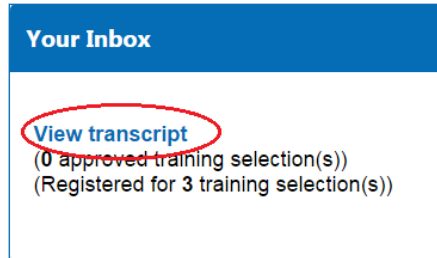 Your Inbox
View transcript
(0 approved training selection(s))
(Registered for 3 training selection(s))